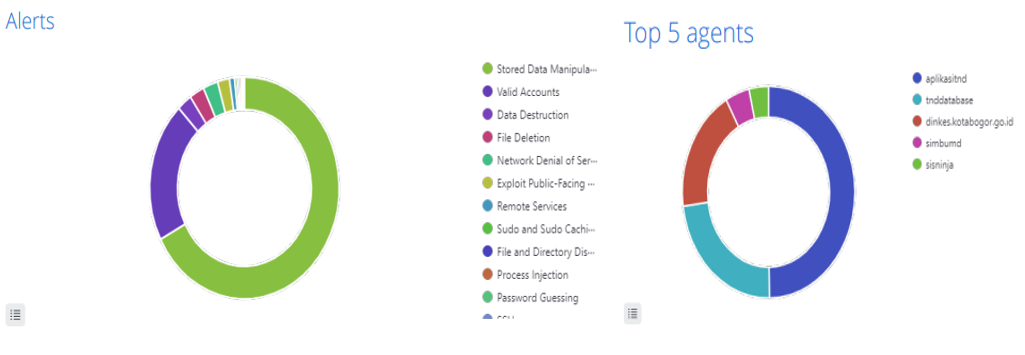 Alerts
Stored Data Manipula...
Valid Accounts
Data Destruction
File Deletion
Network Denial of Ser...
Exploit Public-Facing ...
Remote Services
Sudo and Sudo Cachi...
File and Directory Dis...
Process Injection
Password Guessing
Top 5 agents
aplikasitnd
tnddatabase
dinkes.kotabogor.go.id
simbumd
sisninja